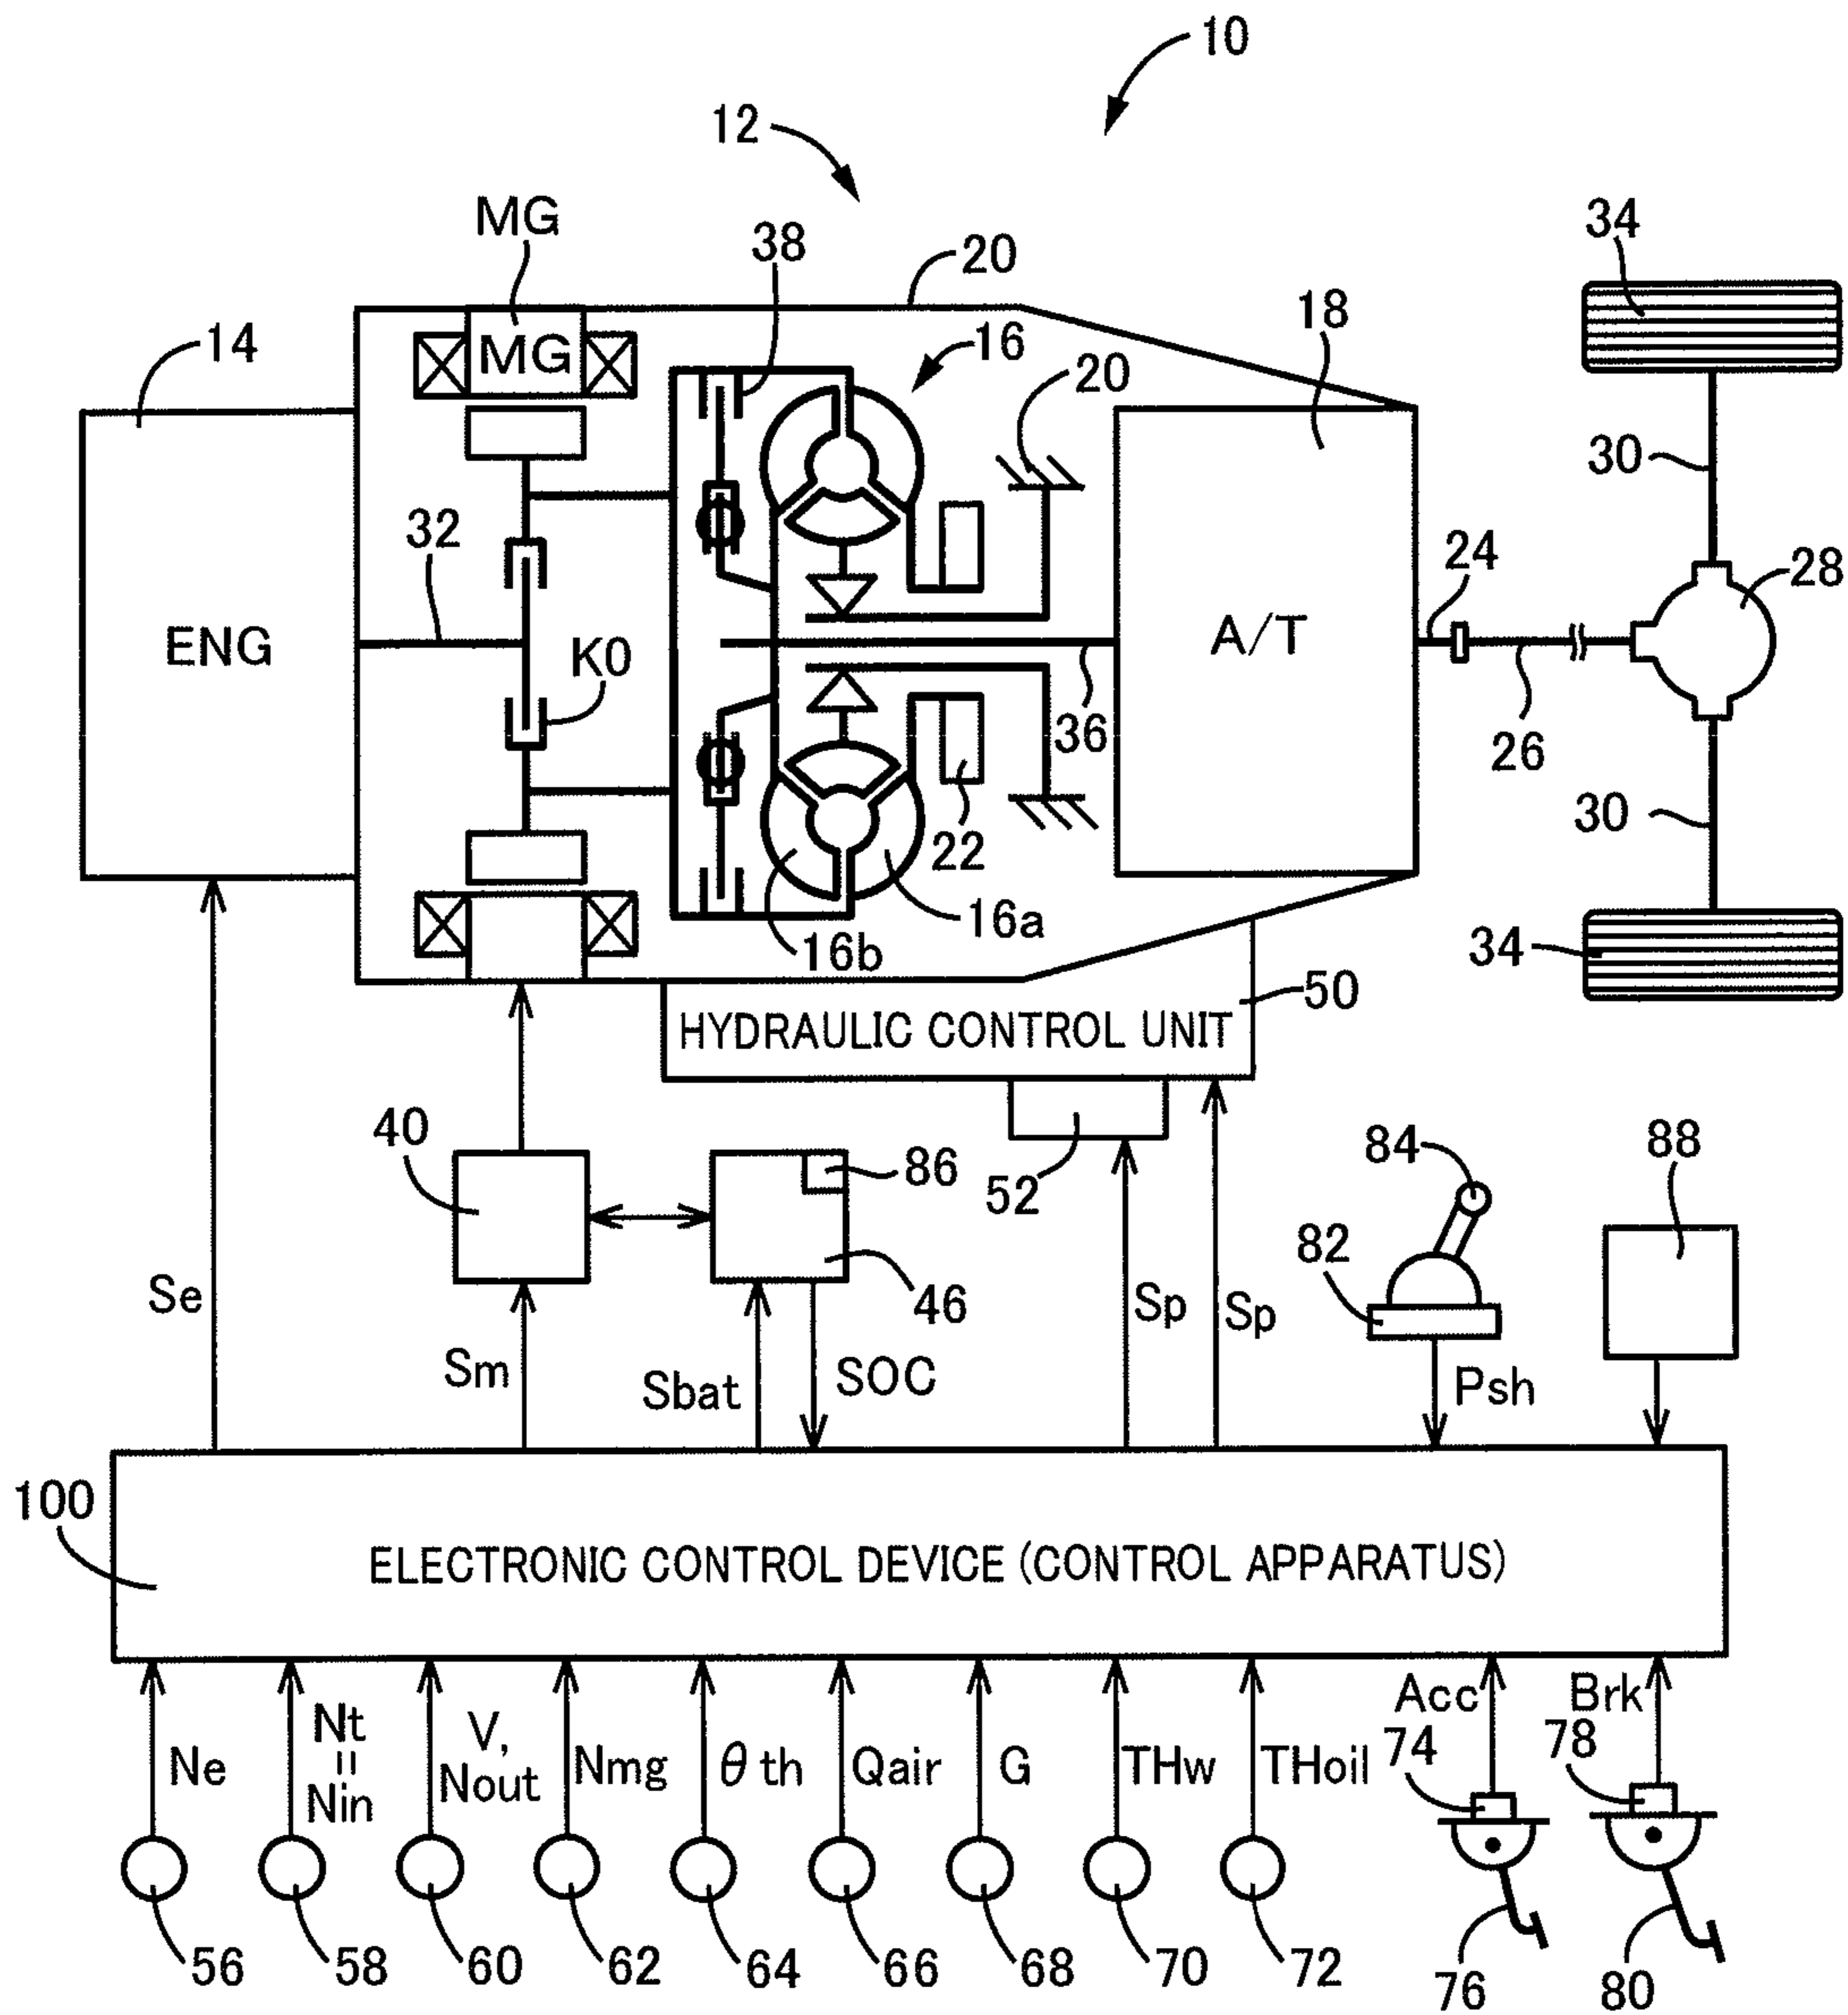 10
12
MG
38
20
34
14
MG
16
20
18
30
32
24
28
ENG
K0
A/T
36
26
30
22
16a
16b
34
50
HYDRAULIC CONTROL UNIT
40
86
52
84
88
82
46
Se
Sp
Sp
Sm
Sbat
SOC
Psh
100
ELECTRONIC CONTROL DEVICE (CONTROL APPARATUS)
Ne
Nt
=
Nin
V,
Nout
Nmg
θth
Qair
G
THw
THoil
Acc
74
Brk
78
56
58
60
62
64
66
68
70
72
76
80